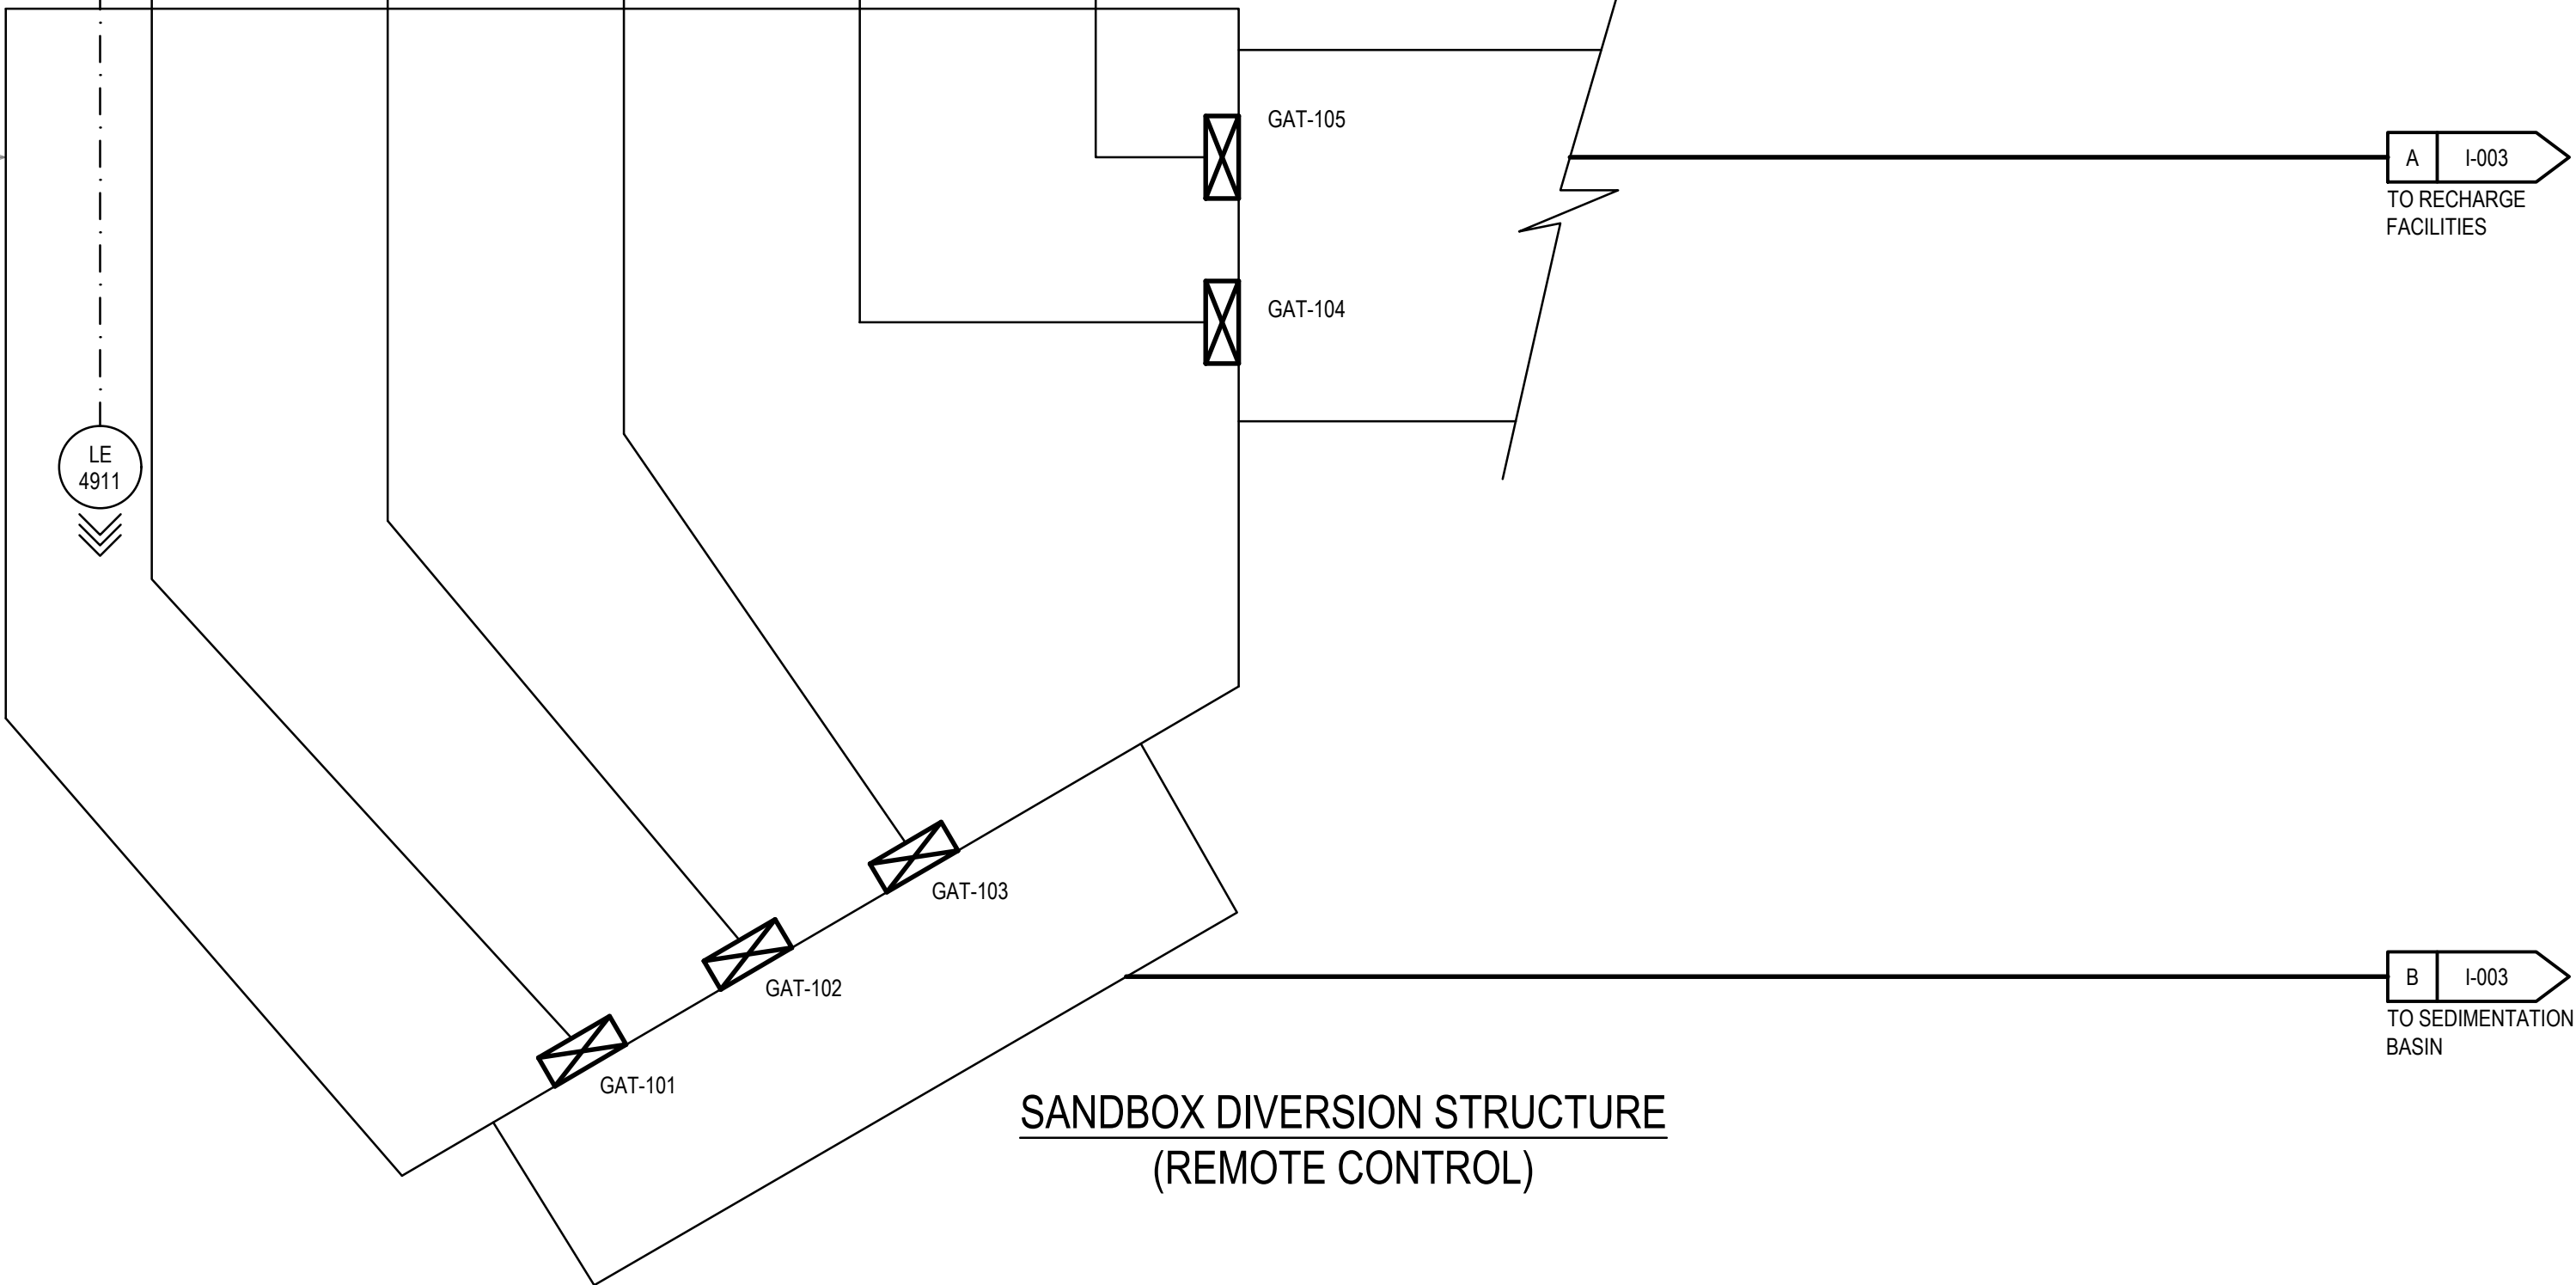 GAT-105
A I-003
TO RECHARGE
FACILITIES
GAT-104
LE
4911
GAT-103
GAT-102
B I-003
TO SEDIMENTATION
BASIN
GAT-101
SANDBOX DIVERSION STRUCTURE
(REMOTE CONTROL)